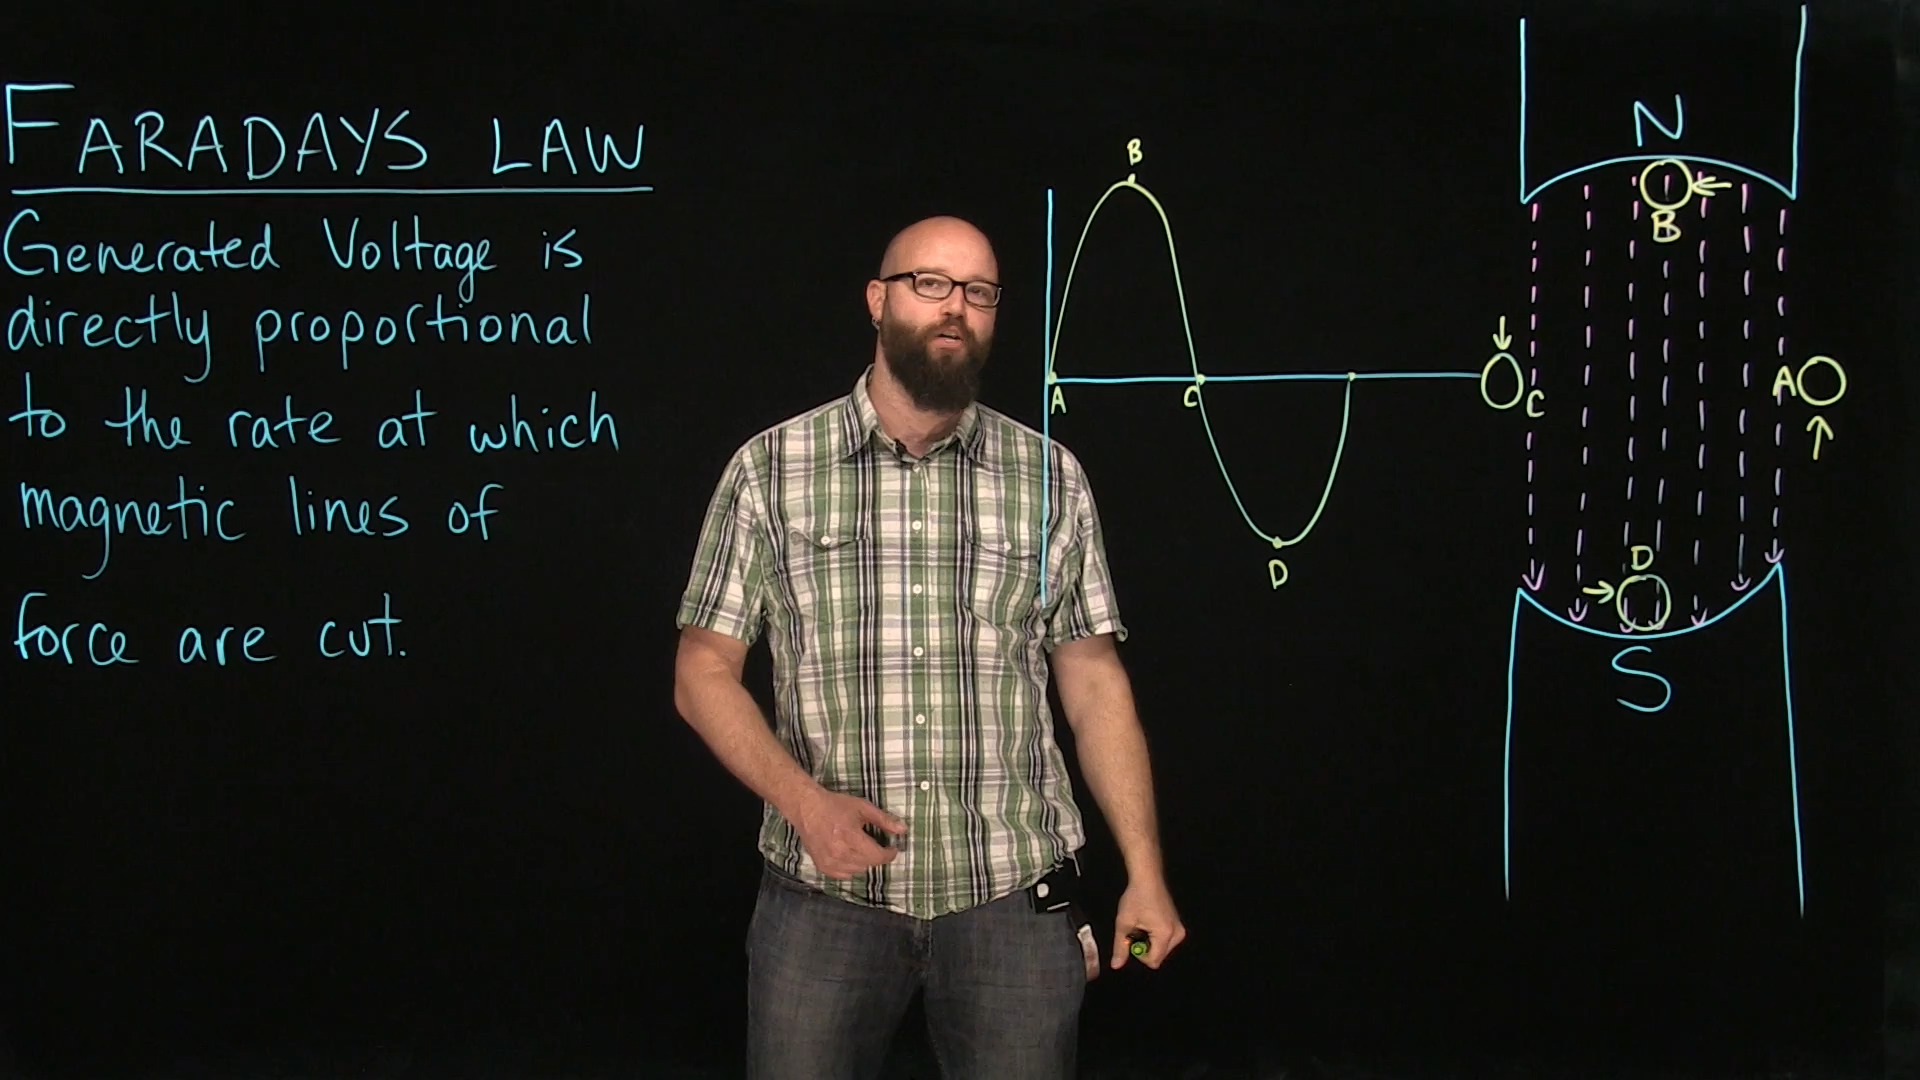 FARADAYS LAW
Generated Voltage is
directly proportional
to the rate at which
magnetic lines of
force are cut.
B
A
C
D
N
B
C
A
D
S